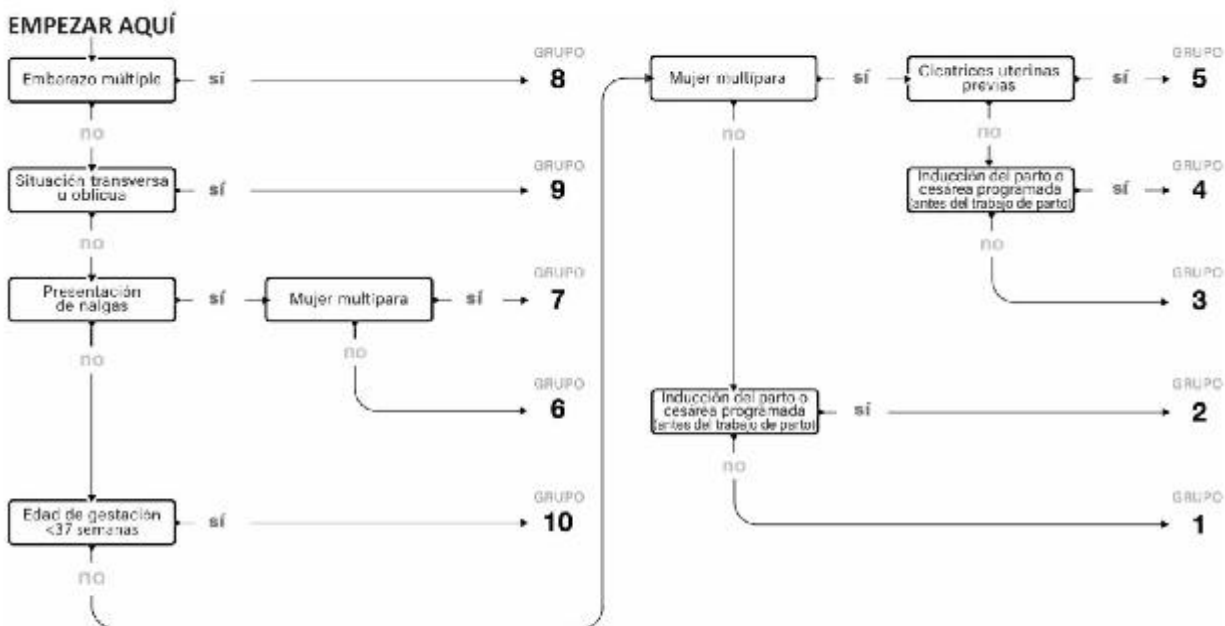 EMPEZAR AQUÍ
Embarazo múltiple
sí
GRUPO
8
no
Situación transversa
u oblicua
sí
GRUPO
9
no
Presentación
de nalgas
sí
Mujer multipara
sí
GRUPO
7
no
no
GRUPO
6
Edad de gestación
<37 semanas
sí
GRUPO
10
no
Mujer multipara
sí
Cicatrices uterinas
previas
sí
GRUPO
5
no
no
Inducción del parto o
cesárea programada
(antes del trabajo de parto)
sí
GRUPO
4
no
GRUPO
3
Inducción del parto o
cesárea programada
(antes del trabajo de parto)
sí
GRUPO
2
no
GRUPO
1